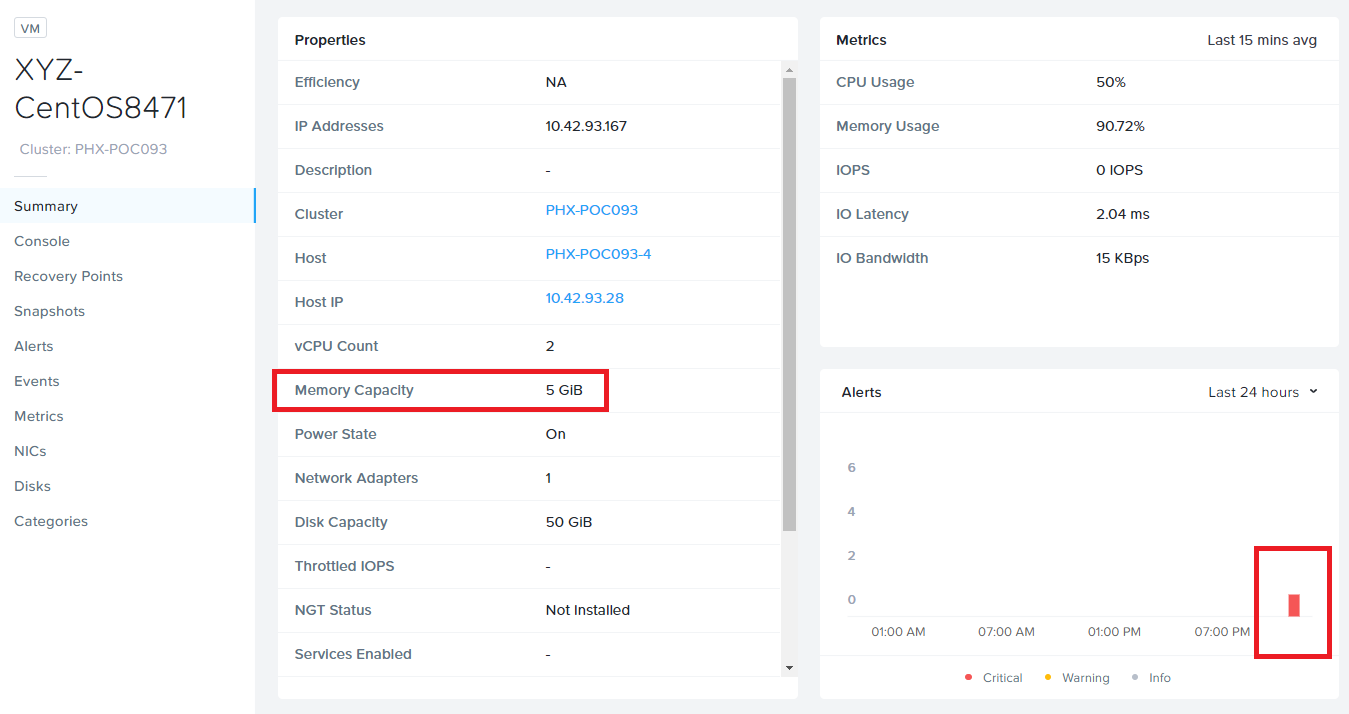 VM
XYZ-
CentOS8471
Cluster: PHX-POC093
Summary
Console
Recovery Points
Snapshots
Alerts
Events
Metrics
NICs
Disks
Categories
Properties
Efficiency NA
IP Addresses 10.42.93.167
Description -
Cluster PHX-POC093
Host PHX-POC093-4
Host IP 10.42.93.28
vCPU Count 2
Memory Capacity 5 GiB
Power State On
Network Adapters 1
Disk Capacity 50 GiB
Throttled IOPS -
NGT Status Not Installed
Services Enabled -
Metrics Last 15 mins avg
CPU Usage 50%
Memory Usage 90.72%
IOPS 0 IOPS
IO Latency 2.04 ms
IO Bandwidth 15 KBps
Alerts Last 24 hours
6
4
2
0
01:00 AM 07:00 AM 01:00 PM 07:00 PM
Critical Warning Info